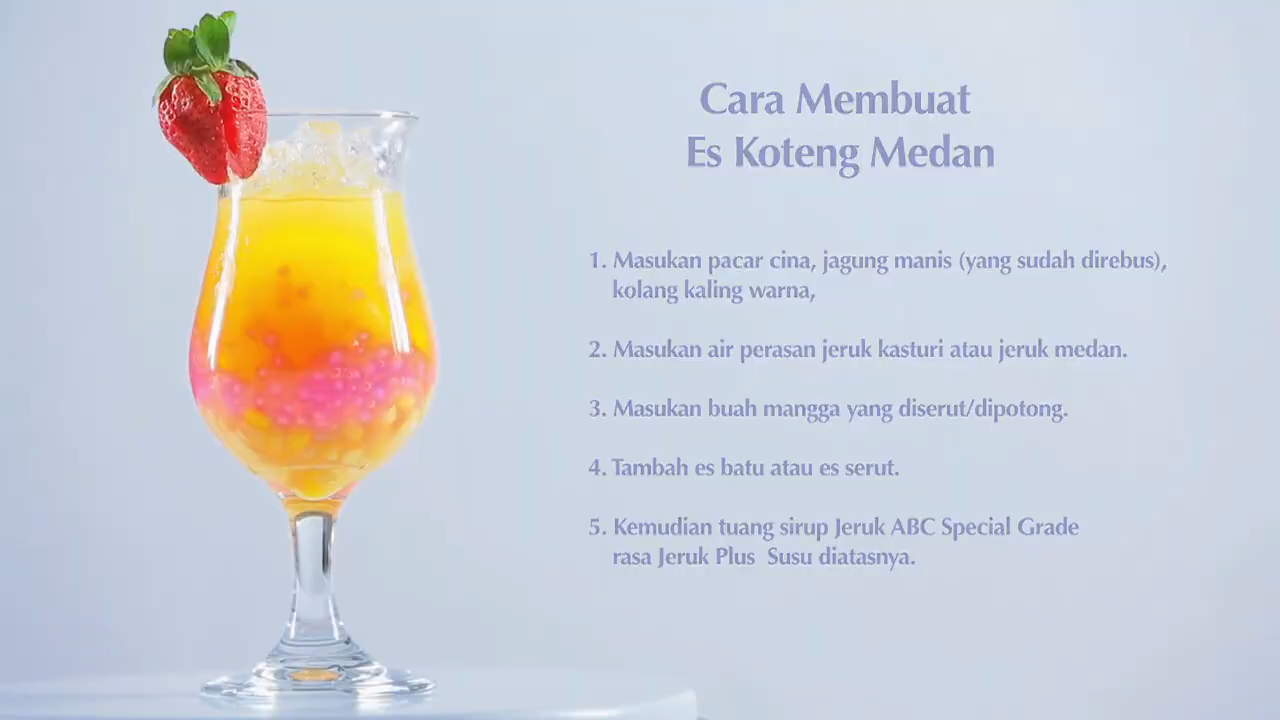 Cara Membuat
Es Koteng Medan
1. Masukan pacar cina, jagung manis (yang sudah direbus),
kolang kaling warna,
2. Masukan air perasan jeruk kasturi atau jeruk medan.
3. Masukan buah mangga yang diserut/dipotong.
4. Tambah es batu atau es serut.
5. Kemudian tuang sirup Jeruk ABC Special Grade
rasa Jeruk Plus Susu diatasnya.